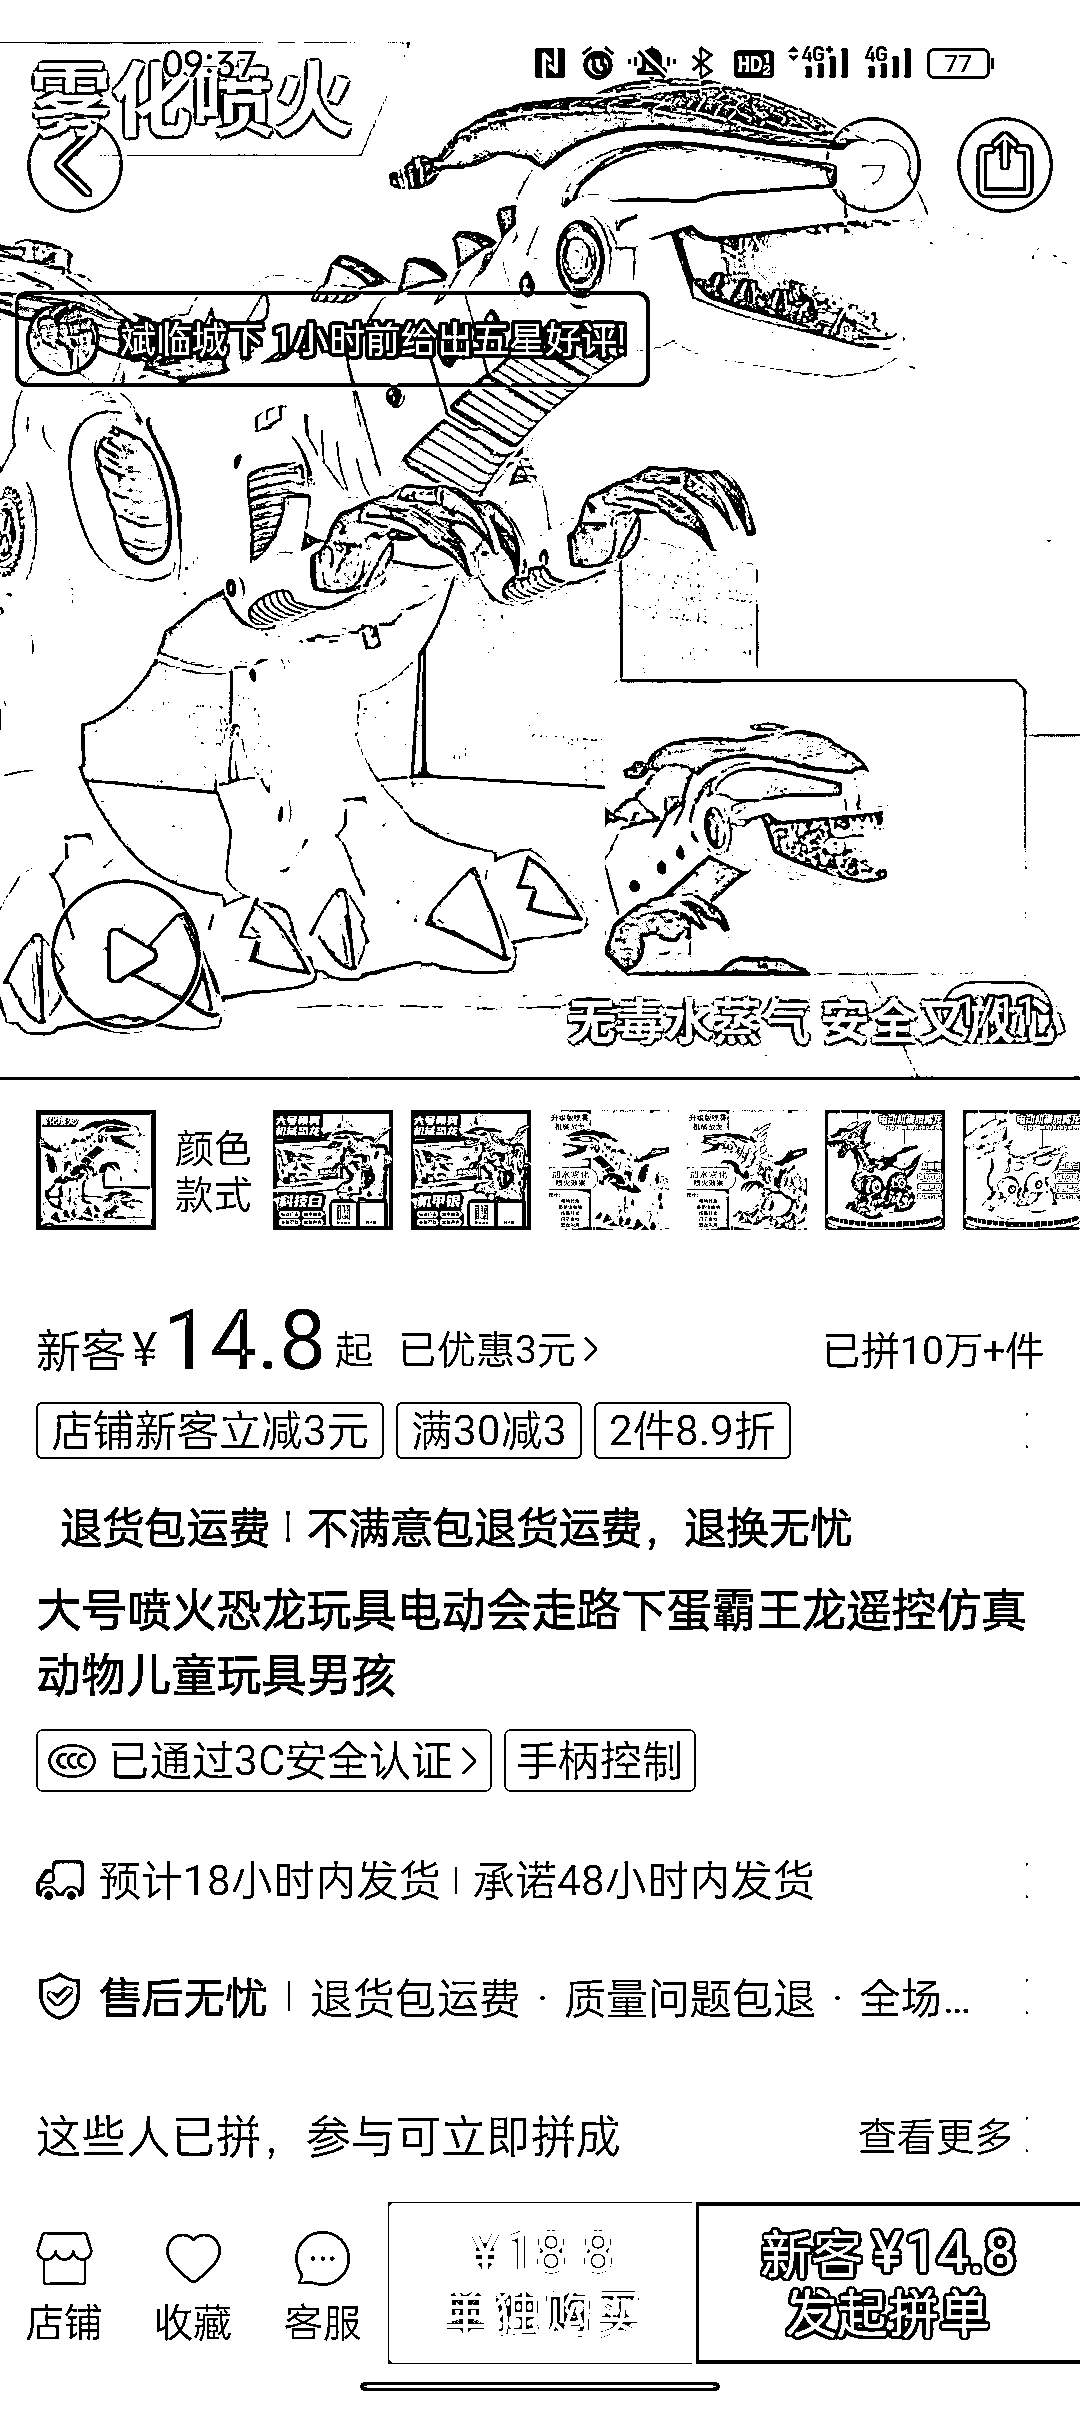 09:37
4G+
4G
77
雾化喷火
斌临城下 1小时前给出五星好评!
无毒水蒸气 安全又放心
颜色
款式
科技白
机甲银
新客¥14.8起 已优惠3元>
已拼10万+件
店铺新客立减3元 满30减3 2件8.9折
退货包运费 | 不满意包退货运费，退换无忧
大号喷火恐龙玩具电动会走路下蛋霸王龙遥控仿真
动物儿童玩具男孩
CCC 已通过3C安全认证> 手柄控制
预计18小时内发货 | 承诺48小时内发货
售后无忧 | 退货包运费 · 质量问题包退 · 全场...
这些人已拼，参与可立即拼成 查看更多
¥18.8
新客¥14.8
店铺 收藏 客服 单独购买 发起拼单